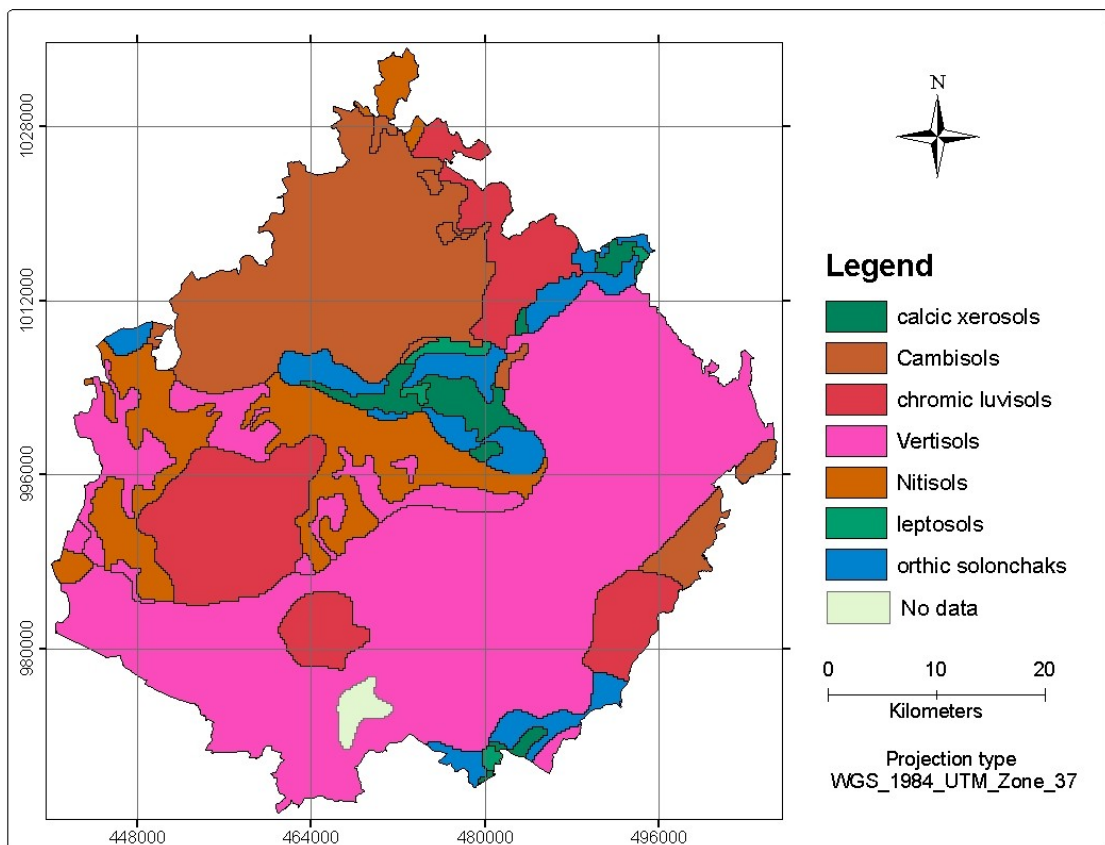 N
1028000
1012000
996000
980000
448000
464000
480000
496000
Legend
calcic xerosols
Cambisols
chromic luvisols
Vertisols
Nitisols
leptosols
orthic solonchaks
No data
0 10 20
Kilometers
Projection type
WGS_1984_UTM_Zone_37